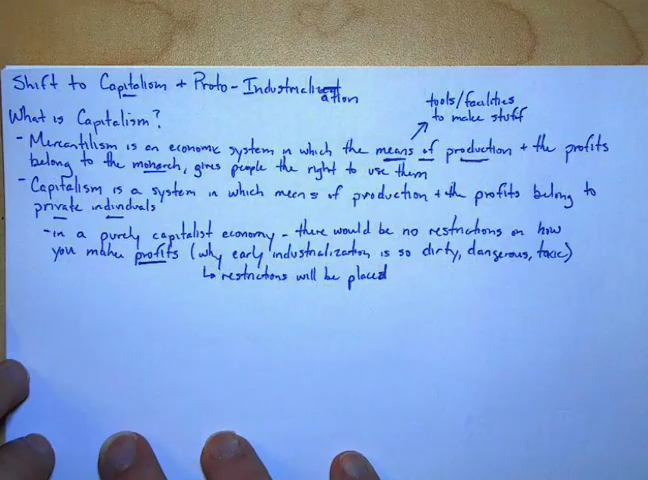 Shift to Capitalism + Proto-Industrialization
tools/facilities
to make stuff
What is Capitalism?
- Mercantilism is an economic system in which the means of production + the profits
belong to the monarch, gives people the right to use them
- Capitalism is a system in which means of production + the profits belong to
private individuals
- in a purely capitalist economy - there would be no restrictions on how
you make profits (why early industrialization is so dirty, dangerous, toxic)
↳ restrictions will be placed